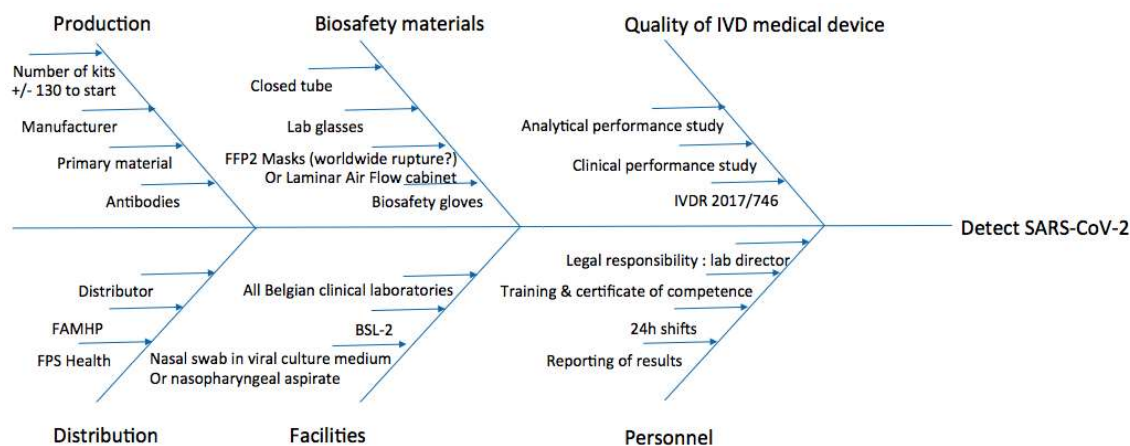 Production
Biosafety materials
Quality of IVD medical device
Number of kits
+/- 130 to start
Manufacturer
Primary material
Antibodies
Closed tube
Lab glasses
FFP2 Masks (worldwide rupture?)
Or Laminar Air Flow cabinet
Biosafety gloves
Analytical performance study
Clinical performance study
IVDR 2017/746
Detect SARS-CoV-2
Distributor
FAMHP
FPS Health
All Belgian clinical laboratories
BSL-2
Nasal swab in viral culture medium
Or nasopharyngeal aspirate
Legal responsibility : lab director
Training & certificate of competence
24h shifts
Reporting of results
Distribution
Facilities
Personnel